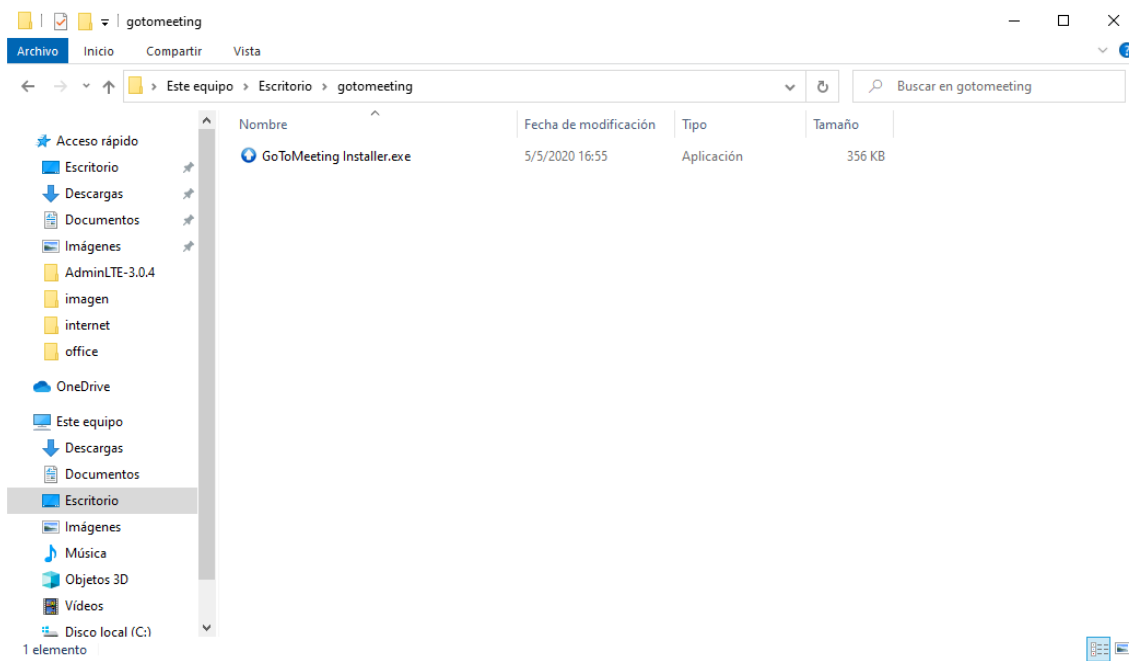 gotomeeting
Archivo Inicio Compartir Vista
Este equipo Escritorio gotomeeting Buscar en gotomeeting
Nombre Fecha de modificación Tipo Tamaño
GoToMeeting Installer.exe 5/5/2020 16:55 Aplicación 356 KB
Acceso rápido
Escritorio
Descargas
Documentos
Imágenes
AdminLTE-3.0.4
imagen
internet
office
OneDrive
Este equipo
Descargas
Documentos
Escritorio
Imágenes
Música
Objetos 3D
Vídeos
Disco local (C:)
1 elemento